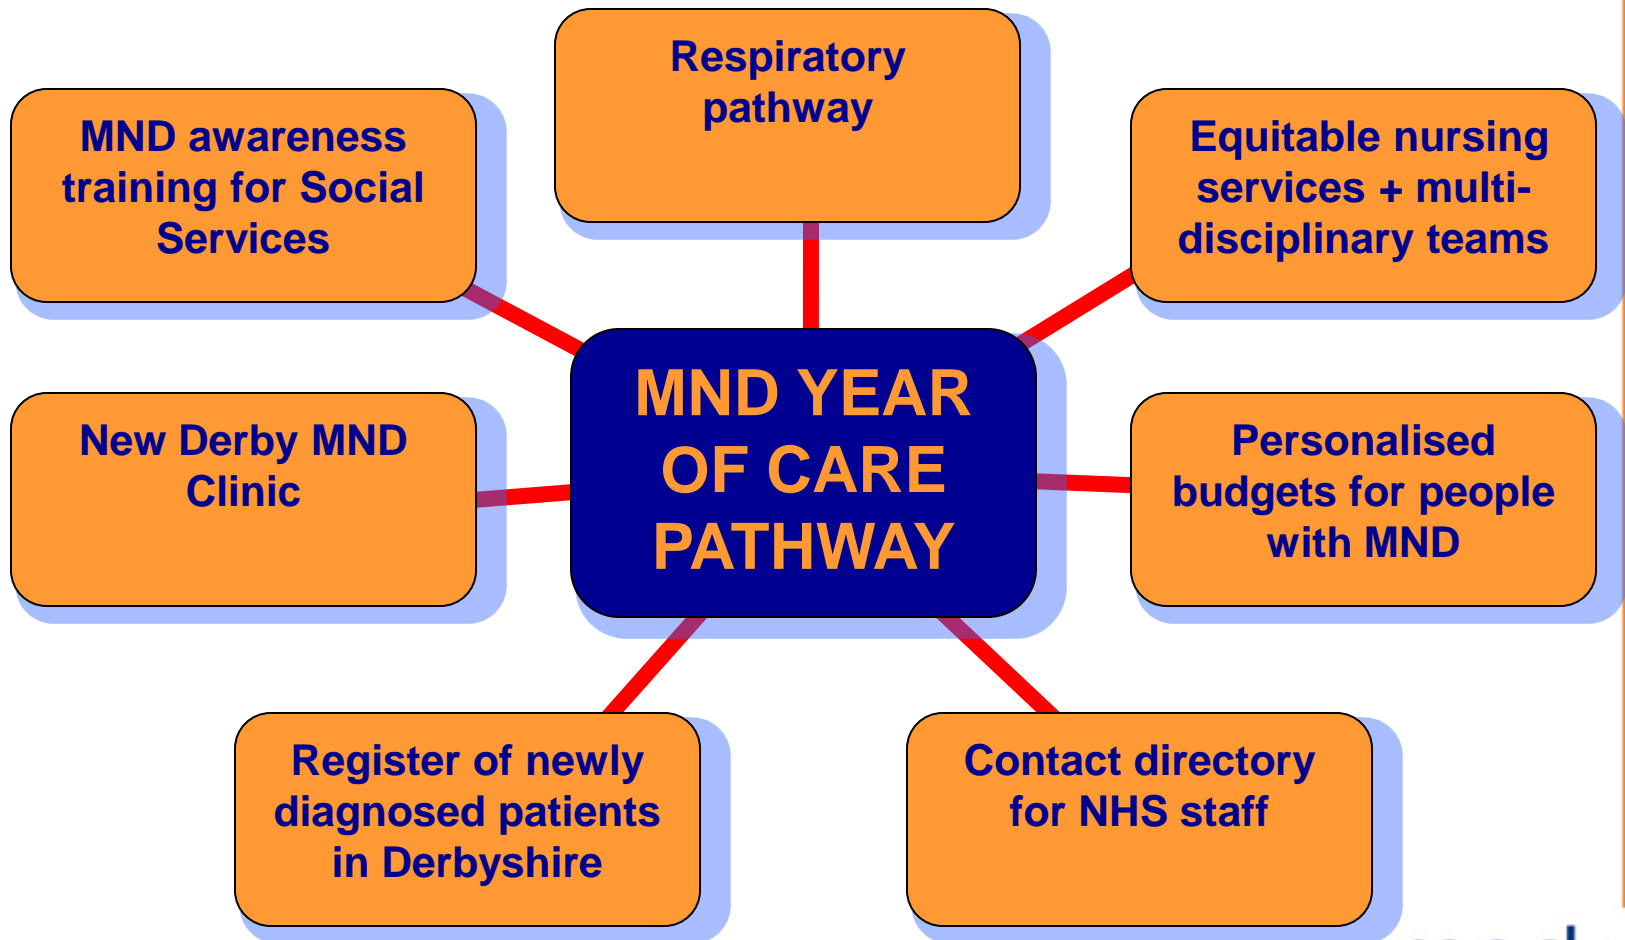 Respiratory
pathway
MND awareness
training for Social
Services
Equitable nursing
services + multi-
disciplinary teams
MND YEAR
OF CARE
PATHWAY
New Derby MND
Clinic
Personalised
budgets for people
with MND
Register of newly
diagnosed patients
in Derbyshire
Contact directory
for NHS staff